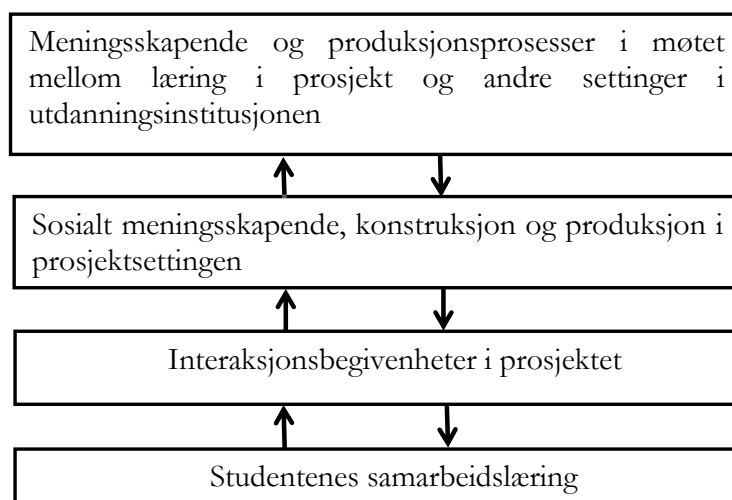 Meningsskapende og produksjonsprosesser i møtet
mellom læring i prosjekt og andre settinger i
utdanningsinstitusjonen
Sosialt meningsskapende, konstruksjon og produksjon i
prosjektsettingen
Interaksjonsbegivenheter i prosjektet
Studentenes samarbeidslæring